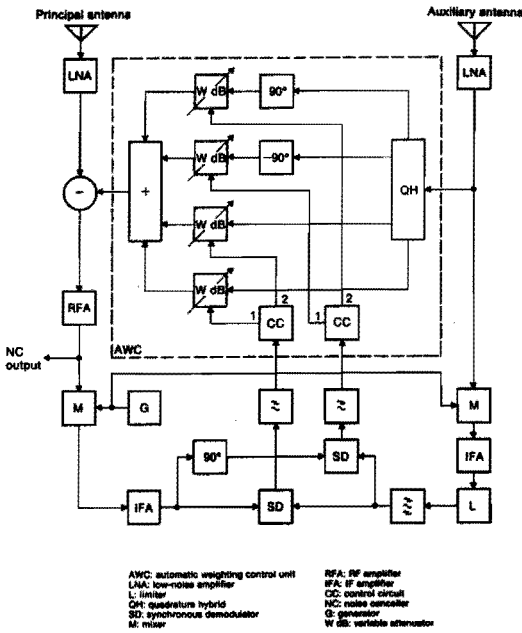 Principal antenna
Auxiliary antenna
LNA
LNA
W dB
90°
W dB
−90°
+
QH
−
W dB
W dB
RFA
1
2
CC
1
2
CC
AWC
NC
output
M
G
M
90°
SD
IFA
IFA
SD
L
AWC: automatic weighting control unit
LNA: low-noise amplifier
L: limiter
QH: quadrature hybrid
SD: synchronous demodulator
M: mixer
RFA: RF amplifier
IFA: IF amplifier
CC: control circuit
NC: noise canceller
G: generator
W dB: variable attenuator